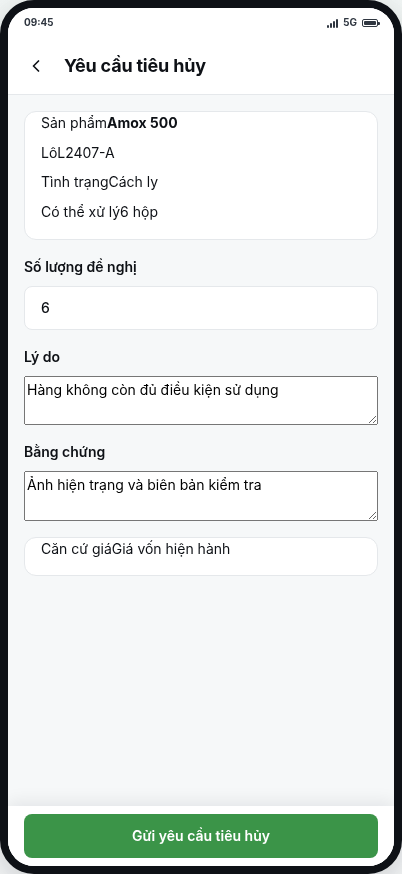 09:45
5G
Yêu cầu tiêu hủy
Sản phẩmAmox 500
LôL2407-A
Tình trạngCách ly
Có thể xử lý6 hộp
Số lượng đề nghị
6
Lý do
Hàng không còn đủ điều kiện sử dụng
Bằng chứng
Ảnh hiện trạng và biên bản kiểm tra
Căn cứ giáGiá vốn hiện hành
Gửi yêu cầu tiêu hủy